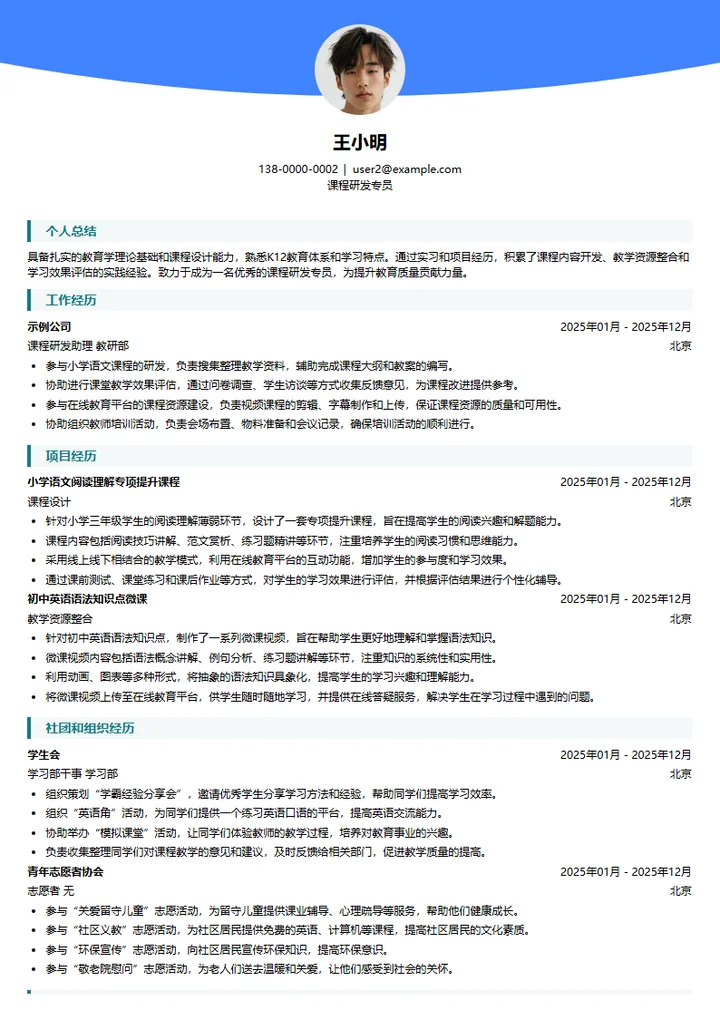 王小明
138-0000-0002 | user2@example.com
课程研发专员
个人总结
具备扎实的教育学理论基础和课程设计能力，熟悉K12教育体系和学习特点。通过实习和项目经历，积累了课程内容开发、教学资源整合和
学习效果评估的实践经验。致力于成为一名优秀的课程研发专员，为提升教育质量贡献力量。
工作经历
示例公司 2025年01月 - 2025年12月
课程研发助理 教研部 北京
• 参与小学语文课程的研发，负责搜集整理教学资料，辅助完成课程大纲和教案的编写。
• 协助进行课堂教学效果评估，通过问卷调查、学生访谈等方式收集反馈意见，为课程改进提供参考。
• 参与在线教育平台的课程资源建设，负责视频课程的剪辑、字幕制作和上传，保证课程资源的质量和可用性。
• 协助组织教师培训活动，负责会场布置、物料准备和会议记录，确保培训活动的顺利进行。
项目经历
小学语文阅读理解专项提升课程 2025年01月 - 2025年12月
课程设计 北京
• 针对小学三年级学生的阅读理解薄弱环节，设计了一套专项提升课程，旨在提高学生的阅读兴趣和解题能力。
• 课程内容包括阅读技巧讲解、范文赏析、练习题精讲等环节，注重培养学生的阅读习惯和思维能力。
• 采用线上线下相结合的教学模式，利用在线教育平台的互动功能，增加学生的参与度和学习效果。
• 通过课前测试、课堂练习和课后作业等方式，对学生的学习效果进行评估，并根据评估结果进行个性化辅导。
初中英语语法知识点微课 2025年01月 - 2025年12月
教学资源整合 北京
• 针对初中英语语法知识点，制作了一系列微课视频，旨在帮助学生更好地理解和掌握语法知识。
• 微课视频内容包括语法概念讲解、例句分析、练习题讲解等环节，注重知识的系统性和实用性。
• 利用动画、图表等多种形式，将抽象的语法知识具象化，提高学生的学习兴趣和理解能力。
• 将微课视频上传至在线教育平台，供学生随时随地学习，并提供在线答疑服务，解决学生在学习过程中遇到的问题。
社团和组织经历
学生会 2025年01月 - 2025年12月
学习部干事 学习部 北京
• 组织策划“学霸经验分享会”，邀请优秀学生分享学习方法和经验，帮助同学们提高学习效率。
• 组织“英语角”活动，为同学们提供一个练习英语口语的平台，提高英语交流能力。
• 协助举办“模拟课堂”活动，让同学们体验教师的教学过程，培养对教育事业的兴趣。
• 负责收集整理同学们对课程教学的意见和建议，及时反馈给相关部门，促进教学质量的提高。
青年志愿者协会 2025年01月 - 2025年12月
志愿者 无 北京
• 参与“关爱留守儿童”志愿活动，为留守儿童提供课业辅导、心理疏导等服务，帮助他们健康成长。
• 参与“社区义教”志愿活动，为社区居民提供免费的英语、计算机等课程，提高社区居民的文化素质。
• 参与“环保宣传”志愿活动，向社区居民宣传环保知识，提高环保意识。
• 参与“敬老院慰问”志愿活动，为老人们送去温暖和关爱，让他们感受到社会的关怀。